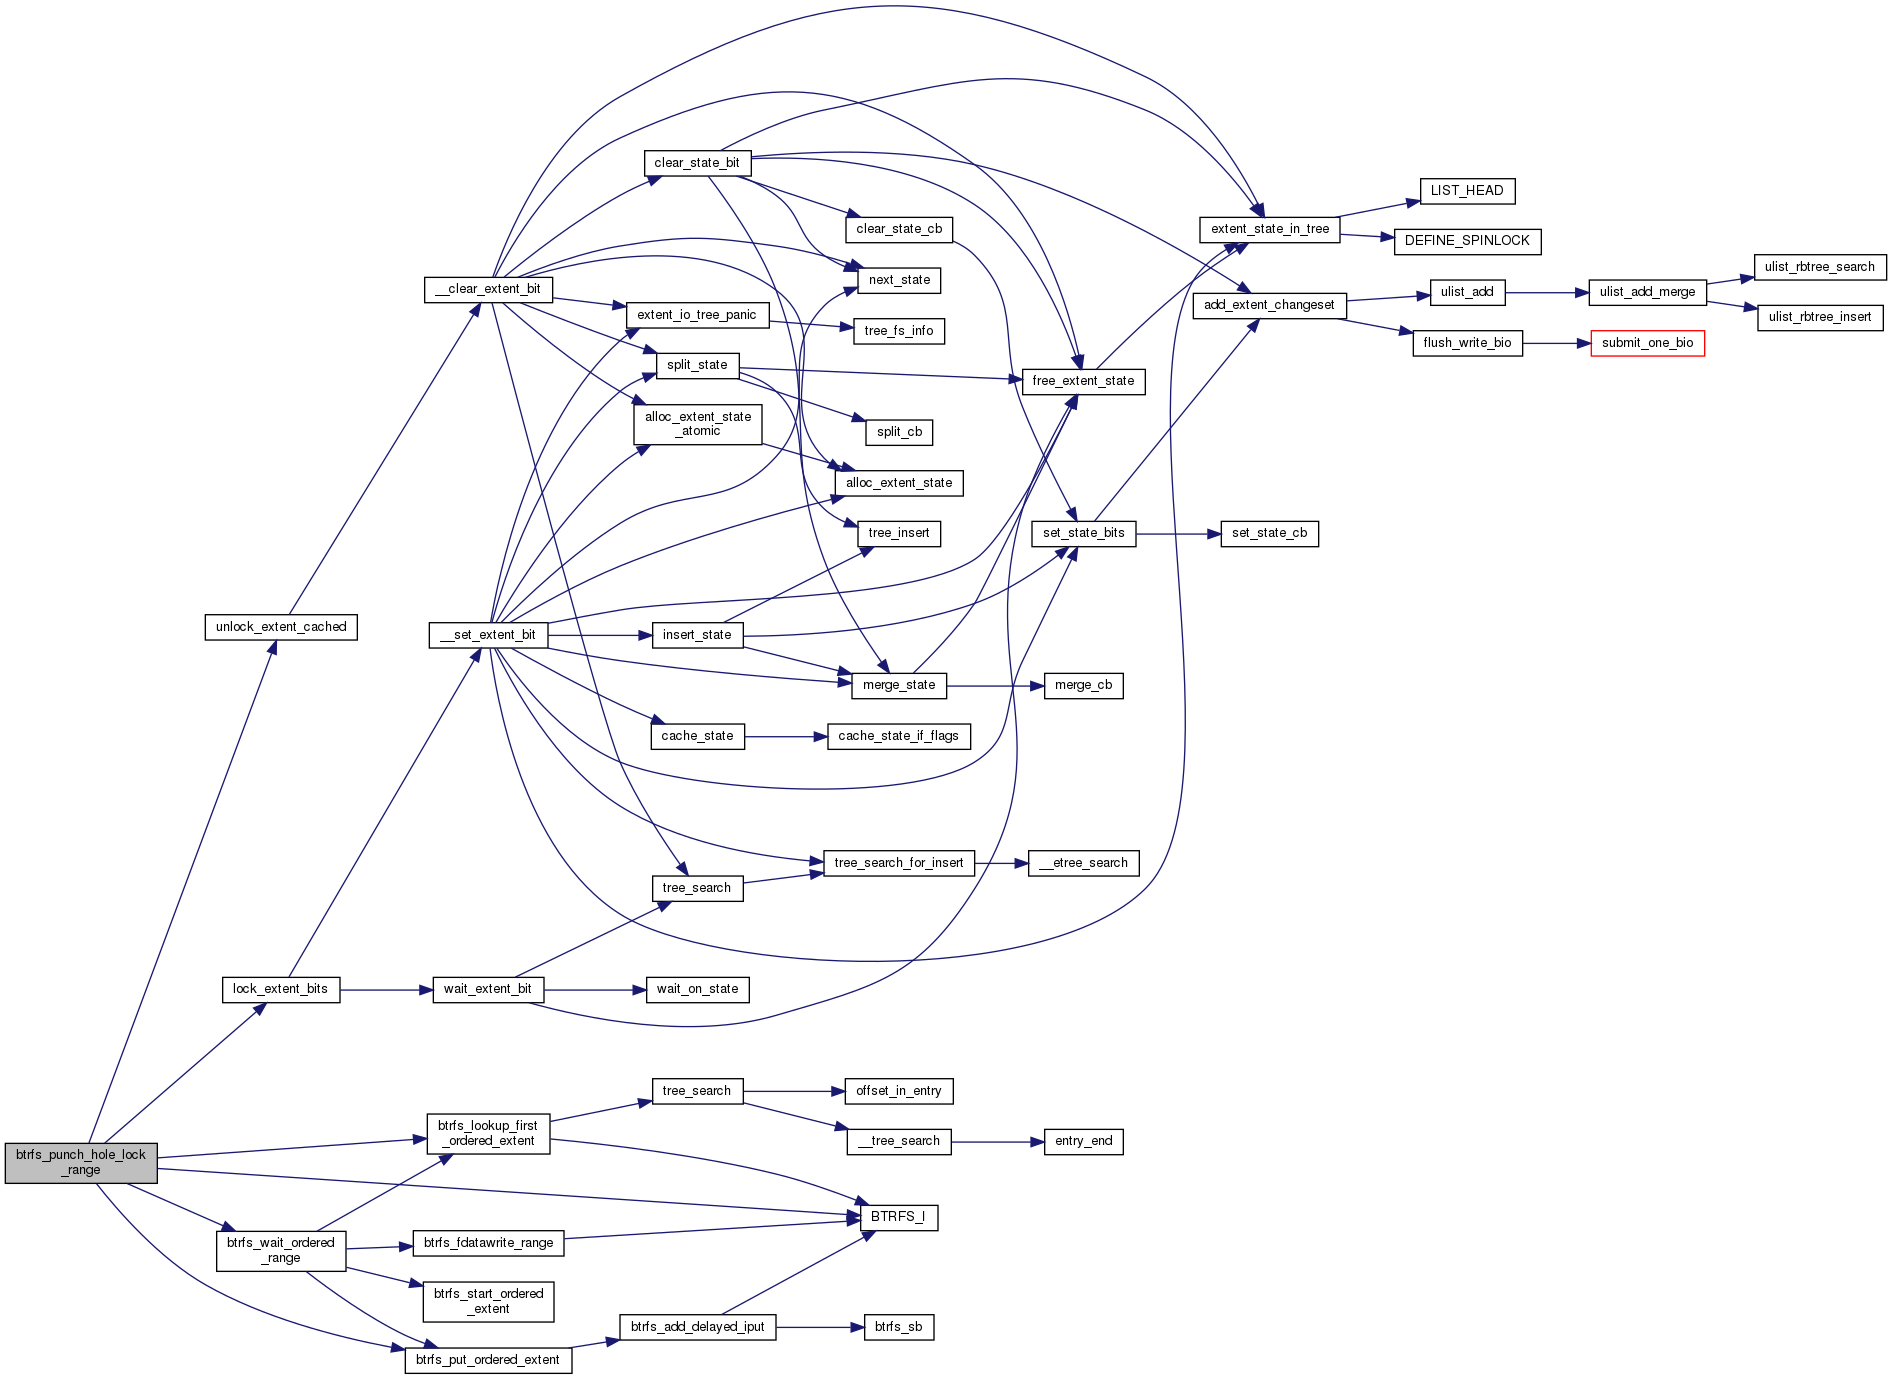 clear_state_bit
LIST_HEAD
clear_state_cb
extent_state_in_tree
DEFINE_SPINLOCK
ulist_rbtree_search
next_state
__clear_extent_bit
ulist_add
ulist_add_merge
add_extent_changeset
extent_io_tree_panic
ulist_rbtree_insert
tree_fs_info
flush_write_bio
submit_one_bio
split_state
free_extent_state
alloc_extent_state
_atomic
split_cb
alloc_extent_state
tree_insert
set_state_bits
set_state_cb
unlock_extent_cached
__set_extent_bit
insert_state
merge_state
merge_cb
cache_state
cache_state_if_flags
tree_search_for_insert
__etree_search
tree_search
lock_extent_bits
wait_extent_bit
wait_on_state
tree_search
offset_in_entry
btrfs_lookup_first
_ordered_extent
__tree_search
entry_end
btrfs_punch_hole_lock
_range
BTRFS_I
btrfs_wait_ordered
_range
btrfs_fdatawrite_range
btrfs_start_ordered
_extent
btrfs_add_delayed_iput
btrfs_sb
btrfs_put_ordered_extent